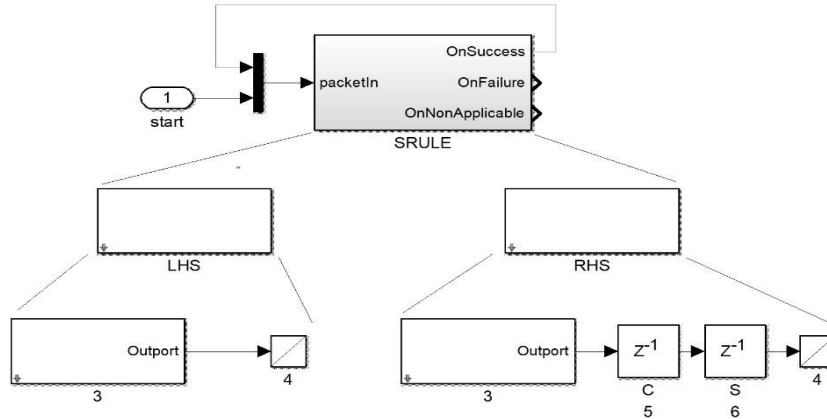 OnSuccess
packetIn
OnFailure
1
OnNonApplicable
start
SRULE
LHS
RHS
Outport
Outport
Z-1
Z-1
3
4
3
C
S
4
5
6